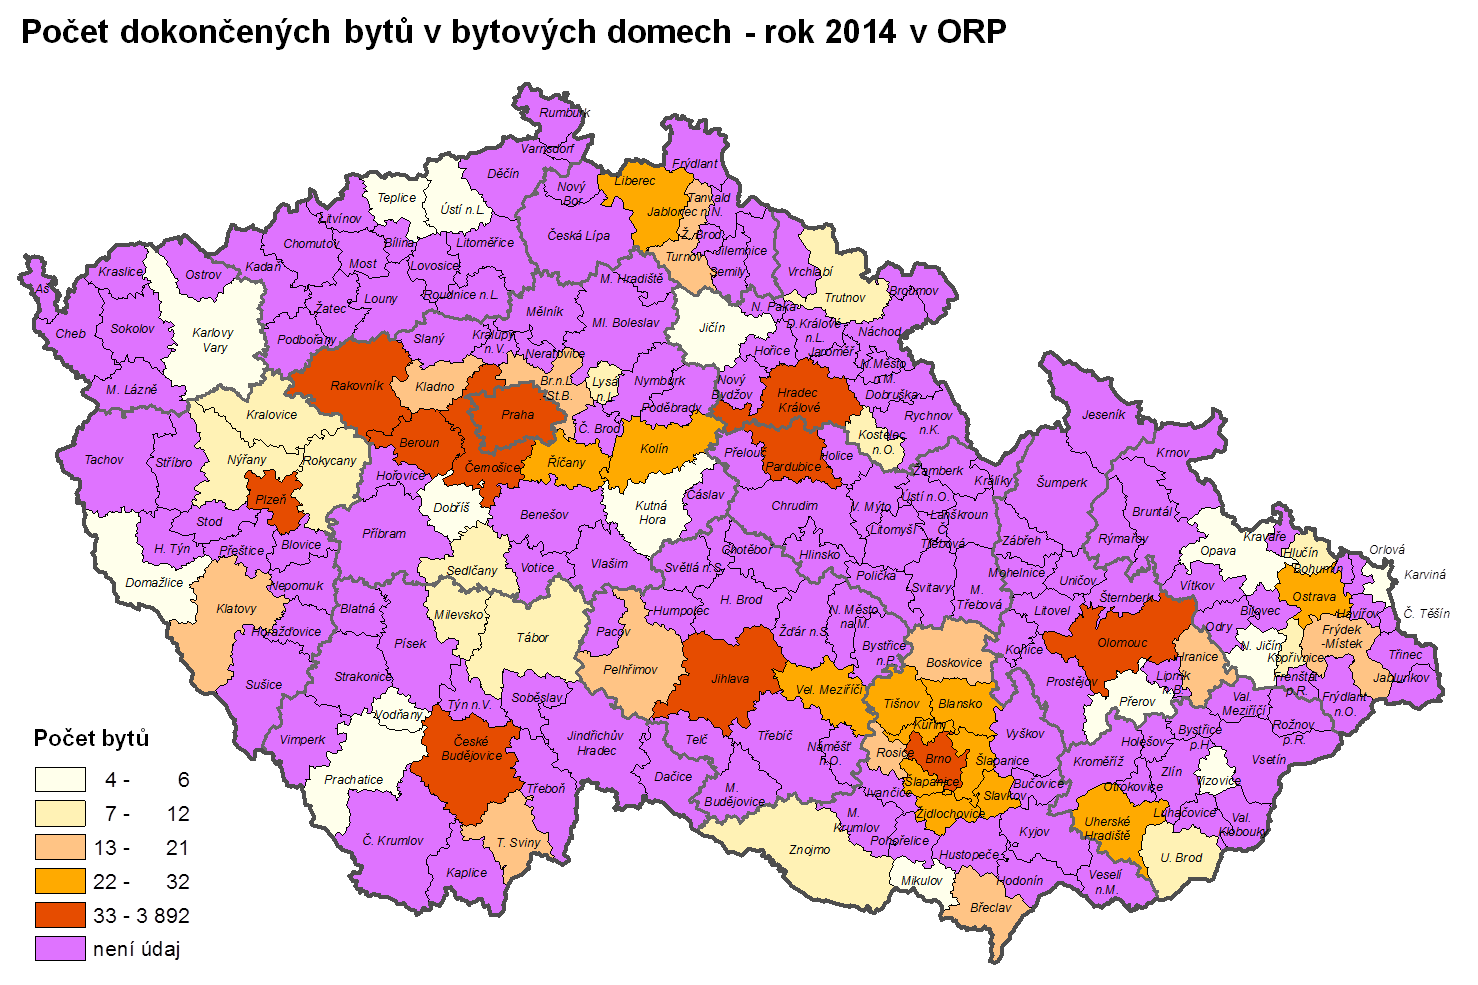 Počet dokončených bytů v bytových domech - rok 2014 v ORP
Rumburk
Varnsdorf
Děčín
Frýdlant
Nový
Bor
Liberec
Teplice
Ústí n.L.
Tanvald
Jablonec n.N.
Litvínov
Bílina
Litoměřice
Česká Lípa
Ž. Brod
Jilemnice
Chomutov
Most
Lovosice
Turnov
Semily
Vrchlabí
Kraslice
Ostrov
Kadaň
M. Hradiště
Trutnov
Broumov
Aš
Louny
Roudnice n.L.
Žatec
Mělník
Ml. Boleslav
N. Paka
Cheb
Sokolov
Karlovy
Vary
Podbořany
Slaný
Kralupy
n.V.
Neratovice
Jičín
D.Králové
n.L.
Náchod
Hořice
Jaroměř
N.Město
n.M.
M. Lázně
Rakovník
Kladno
Br.n.L.
-St.B.
Lysá
n.L.
Nymburk
Nový
Bydžov
Hradec
Králové
Dobruška
Poděbrady
Kralovice
Praha
Č. Brod
Rychnov
n.K.
Jeseník
Beroun
Kolín
Kostelec
n.O.
Tachov
Stříbro
Nýřany
Rokycany
Černošice
Říčany
Přelouč
Pardubice
Holice
Krnov
Hořovice
Žamberk
Králíky
Šumperk
Plzeň
Dobříš
Kutná
Hora
Čáslav
Chrudim
V. Mýto
Ústí n.O.
Lanškroun
Bruntál
Stod
Příbram
Benešov
Litomyšl
Č.
Třebová
Rýmařov
H. Týn
Přeštice
Blovice
Chotěboř
Hlinsko
Zábřeh
Opava
Kravaře
Hlučín
Orlová
Domažlice
Nepomuk
Sedlčany
Votice
Vlašim
Světlá n.S.
Polička
Svitavy
Mohelnice
Uničov
Vítkov
Bohumín
Karviná
Klatovy
Blatná
Milevsko
Humpolec
H. Brod
M.
Třebová
Litovel
Šternberk
Bílovec
Ostrava
Havířov
Č. Těšín
Horažďovice
Písek
Tábor
Pacov
Žďár n.S.
N. Město
na M.
Bystřice
n.P.
Konice
Olomouc
Odry
Frýdek
-Místek
Boskovice
Hranice
N. Jičín
Kopřivnice
Třinec
Sušice
Strakonice
Pelhřimov
Jihlava
Prostějov
Lipník
n.B.
Frenštát
p.R.
Jablunkov
Soběslav
Týn n.V.
Vel. Meziříčí
Tišnov
Blansko
Přerov
Val.
Meziříčí
Frýdlant
n.O.
Vodňany
Kuřim
Rožnov
p.R.
Vimperk
České
Budějovice
Jindřichův
Hradec
Telč
Třebíč
Náměšť
n.O.
Rosice
Brno
Vyškov
Holešov
Bystřice
p.H.
Prachatice
Dačice
Šlapanice
Šlapanice
Kroměříž
Zlín
Vizovice
Vsetín
Třeboň
M.
Budějovice
Ivančice
Slavkov
Bučovice
Otrokovice
Židlochovice
Luhačovice
Č. Krumlov
T. Sviny
Znojmo
M.
Krumlov
Pohořelice
Kyjov
Uherské
Hradiště
Val.
Klobouky
Kaplice
Hustopeče
U. Brod
Mikulov
Hodonín
Veselí
n.M.
Břeclav
Počet bytů
4 - 6
7 - 12
13 - 21
22 - 32
33 - 3 892
není údaj